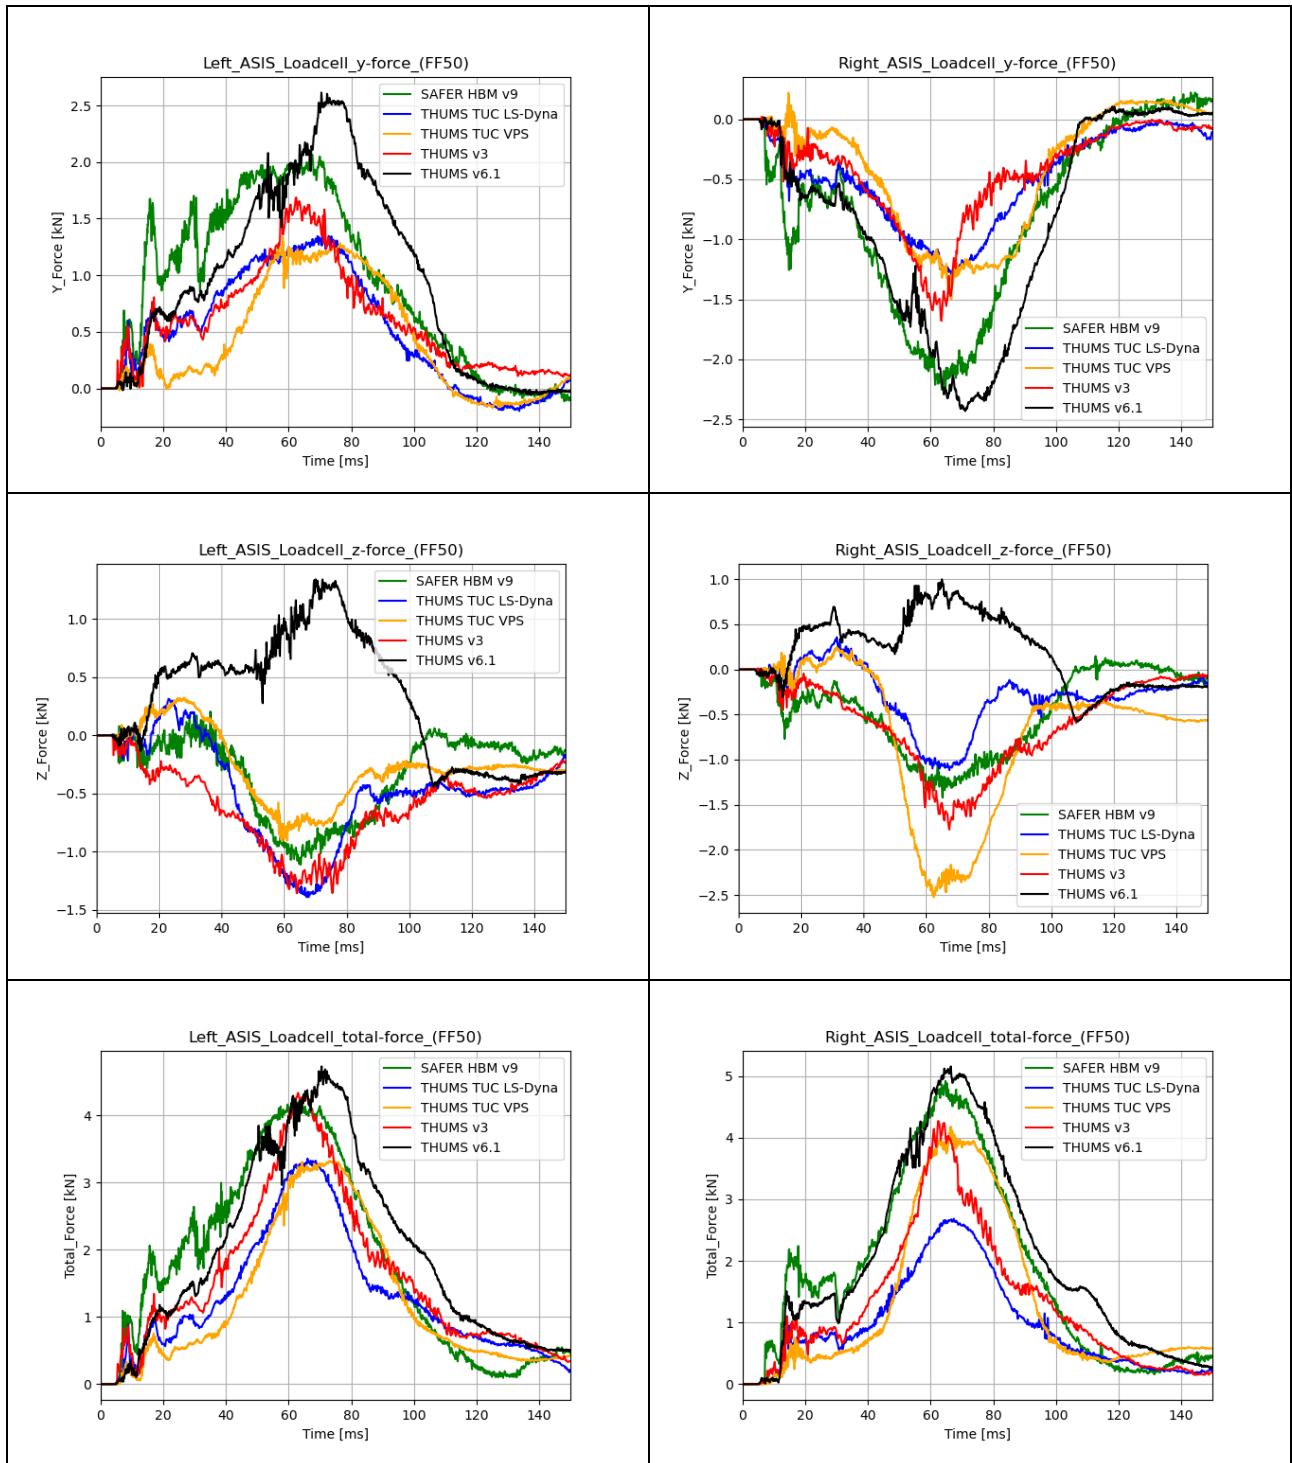 Left_ASIS_Loadcell_y-force_(FF50)
Y_Force [kN]
2.5
2.0
1.5
1.0
0.5
0.0
SAFER HBM v9
THUMS TUC LS-Dyna
THUMS TUC VPS
THUMS v3
THUMS v6.1
0 20 40 60 80 100 120 140
Time [ms]
Right_ASIS_Loadcell_y-force_(FF50)
Y_Force [kN]
0.0
−0.5
−1.0
−1.5
−2.0
−2.5
SAFER HBM v9
THUMS TUC LS-Dyna
THUMS TUC VPS
THUMS v3
THUMS v6.1
0 20 40 60 80 100 120 140
Time [ms]
Left_ASIS_Loadcell_z-force_(FF50)
Z_Force [kN]
1.0
0.5
0.0
−0.5
−1.0
−1.5
SAFER HBM v9
THUMS TUC LS-Dyna
THUMS TUC VPS
THUMS v3
THUMS v6.1
0 20 40 60 80 100 120 140
Time [ms]
Right_ASIS_Loadcell_z-force_(FF50)
Z_Force [kN]
1.0
0.5
0.0
−0.5
−1.0
−1.5
−2.0
−2.5
SAFER HBM v9
THUMS TUC LS-Dyna
THUMS TUC VPS
THUMS v3
THUMS v6.1
0 20 40 60 80 100 120 140
Time [ms]
Left_ASIS_Loadcell_total-force_(FF50)
Total_Force [kN]
4
3
2
1
0
SAFER HBM v9
THUMS TUC LS-Dyna
THUMS TUC VPS
THUMS v3
THUMS v6.1
0 20 40 60 80 100 120 140
Time [ms]
Right_ASIS_Loadcell_total-force_(FF50)
Total_Force [kN]
5
4
3
2
1
0
SAFER HBM v9
THUMS TUC LS-Dyna
THUMS TUC VPS
THUMS v3
THUMS v6.1
0 20 40 60 80 100 120 140
Time [ms]